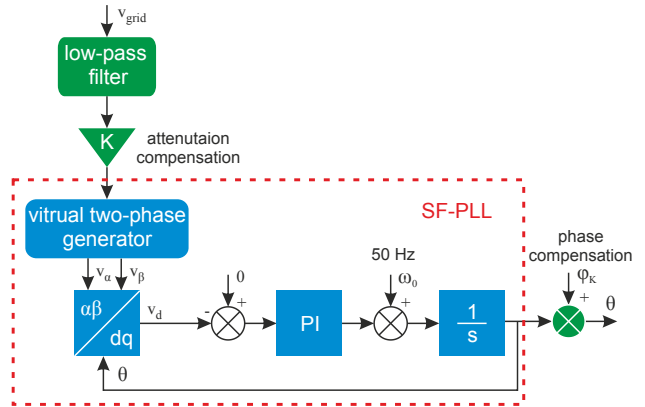 v_grid
low-pass
filter
K
attenutaion
compensation
SF-PLL
vitrual two-phase
generator
v_α
v_β
50 Hz
phase
compensation
0
ω_0
φ_K
αβ
dq
v_d
-
+
PI
+
1/s
+
θ
θ